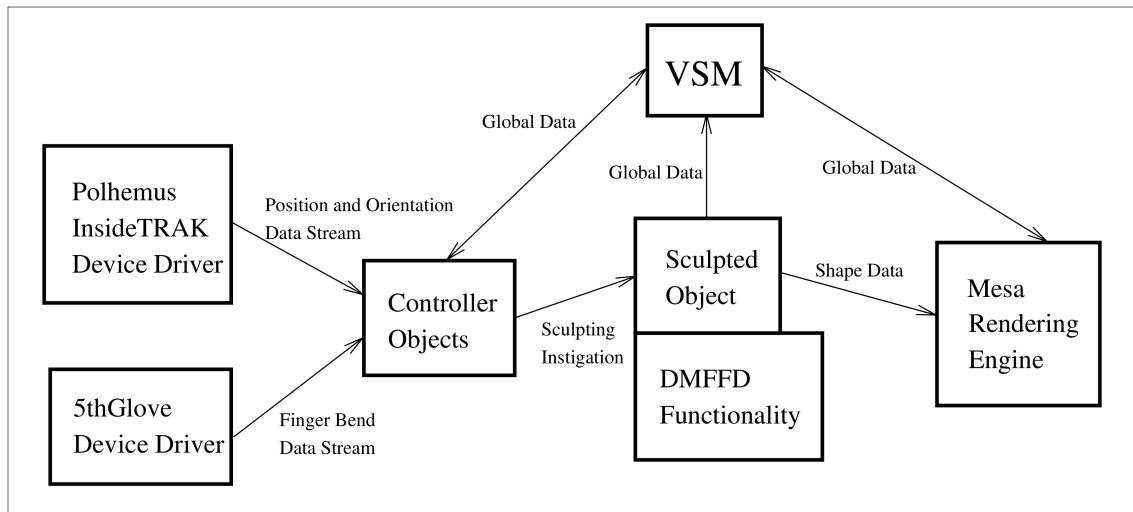 VSM
Global Data
Global Data
Global Data
Polhemus
InsideTRAK
Device Driver
Position and Orientation
Data Stream
Controller
Objects
Sculpted
Object
Shape Data
Mesa
Rendering
Engine
Sculpting
Instigation
DMFFD
Functionality
5thGlove
Device Driver
Finger Bend
Data Stream